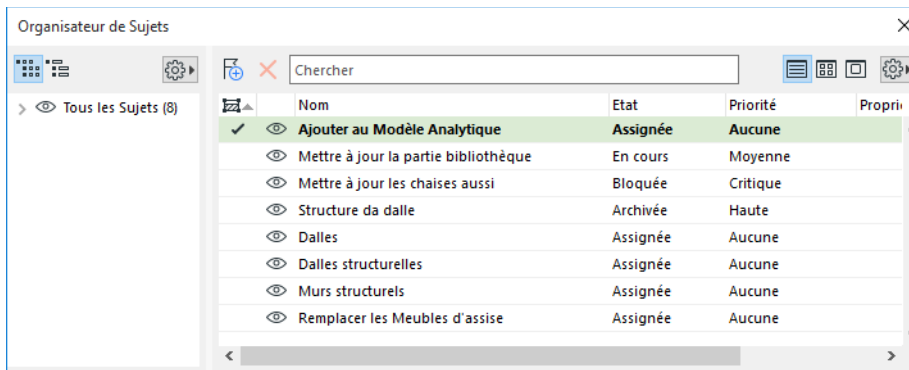 Organisateur de Sujets
Chercher
Tous les Sujets (8)
Nom Etat Priorité Proprié
Ajouter au Modèle Analytique Assignée Aucune
Mettre à jour la partie bibliothèque En cours Moyenne
Mettre à jour les chaises aussi Bloquée Critique
Structure da dalle Archivée Haute
Dalles Assignée Aucune
Dalles structurelles Assignée Aucune
Murs structurels Assignée Aucune
Remplacer les Meubles d'assise Assignée Aucune